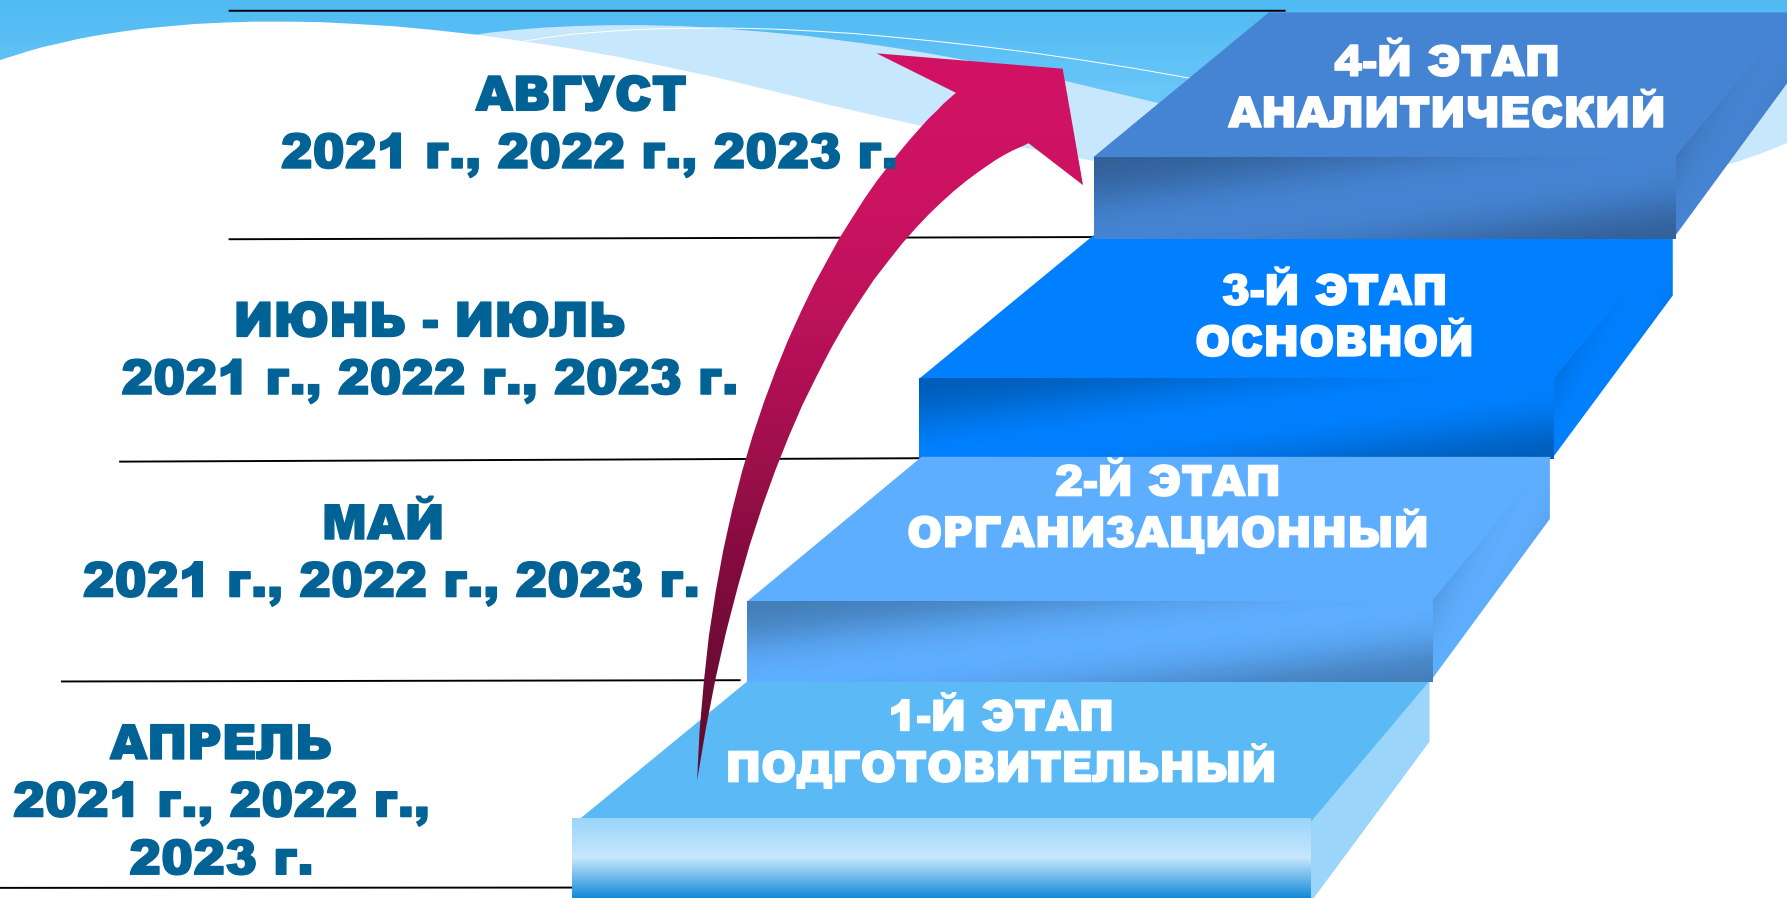 АВГУСТ
2021 г., 2022 г., 2023 г.
4-Й ЭТАП
АНАЛИТИЧЕСКИЙ
ИЮНЬ - ИЮЛЬ
2021 г., 2022 г., 2023 г.
3-Й ЭТАП
ОСНОВНОЙ
МАЙ
2021 г., 2022 г., 2023 г.
2-Й ЭТАП
ОРГАНИЗАЦИОННЫЙ
АПРЕЛЬ
2021 г., 2022 г.,
2023 г.
1-Й ЭТАП
ПОДГОТОВИТЕЛЬНЫЙ